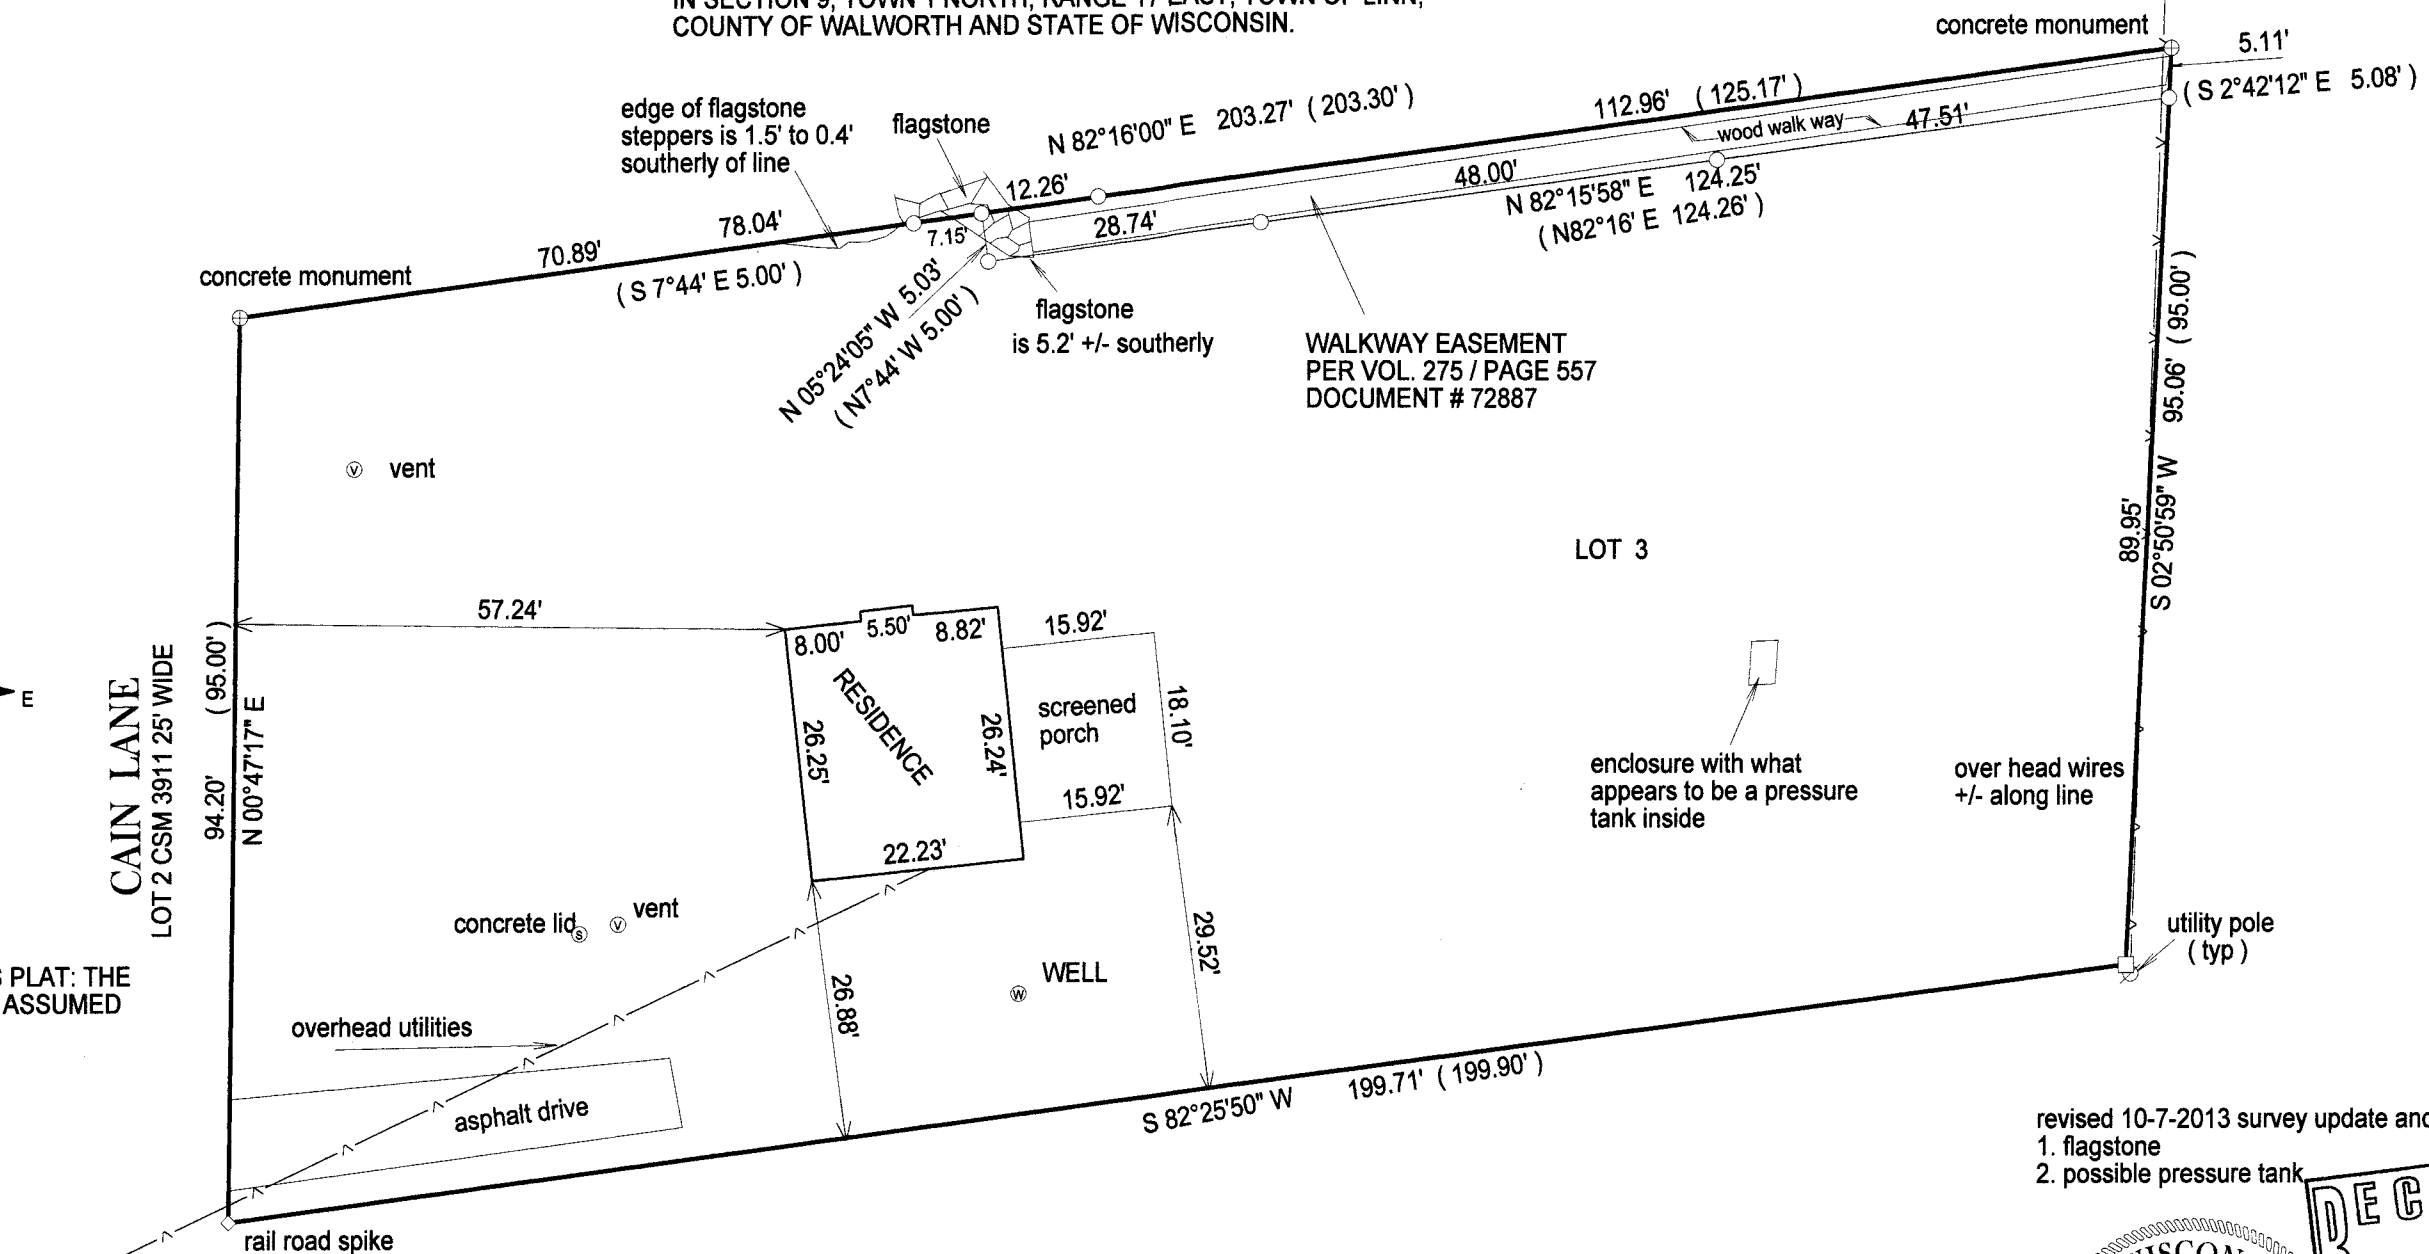 IN SECTION 9, TOWN 1 NORTH, RANGE 17 EAST, TOWN OF LINN,
COUNTY OF WALWORTH AND STATE OF WISCONSIN.
concrete monument
5.11'
( S 2°42'12" E 5.08' )
edge of flagstone
steppers is 1.5' to 0.4'
southerly of line
flagstone
N 82°16'00" E 203.27' ( 203.30' )
112.96' ( 125.17' )
wood walk way
47.51'
12.26'
48.00'
N 82°15'58" E 124.25'
( N82°16' E 124.26' )
78.04'
7.15'
28.74'
70.89'
concrete monument
( S 7°44' E 5.00' )
N 05°24'05" W 5.03'
( N7°44' W 5.00' )
flagstone
is 5.2' +/- southerly
WALKWAY EASEMENT
PER VOL. 275 / PAGE 557
DOCUMENT # 72887
95.06' ( 95.00' )
S 02°50'59" W
89.95'
V vent
LOT 3
57.24'
8.00'
5.50'
8.82'
15.92'
RESIDENCE
26.25'
26.24'
screened
porch
18.10'
15.92'
22.23'
E
CAIN LANE
LOT 2 CSM 3911 25' WIDE
94.20' ( 95.00' )
N 00°47'17" E
enclosure with what
appears to be a pressure
tank inside
over head wires
+/- along line
concrete lid S
V vent
WELL
W
29.52'
26.88'
utility pole
( typ )
PLAT: THE
ASSUMED
overhead utilities
asphalt drive
S 82°25'50" W 199.71' ( 199.90' )
rail road spike
revised 10-7-2013 survey update and
1. flagstone
2. possible pressure tank